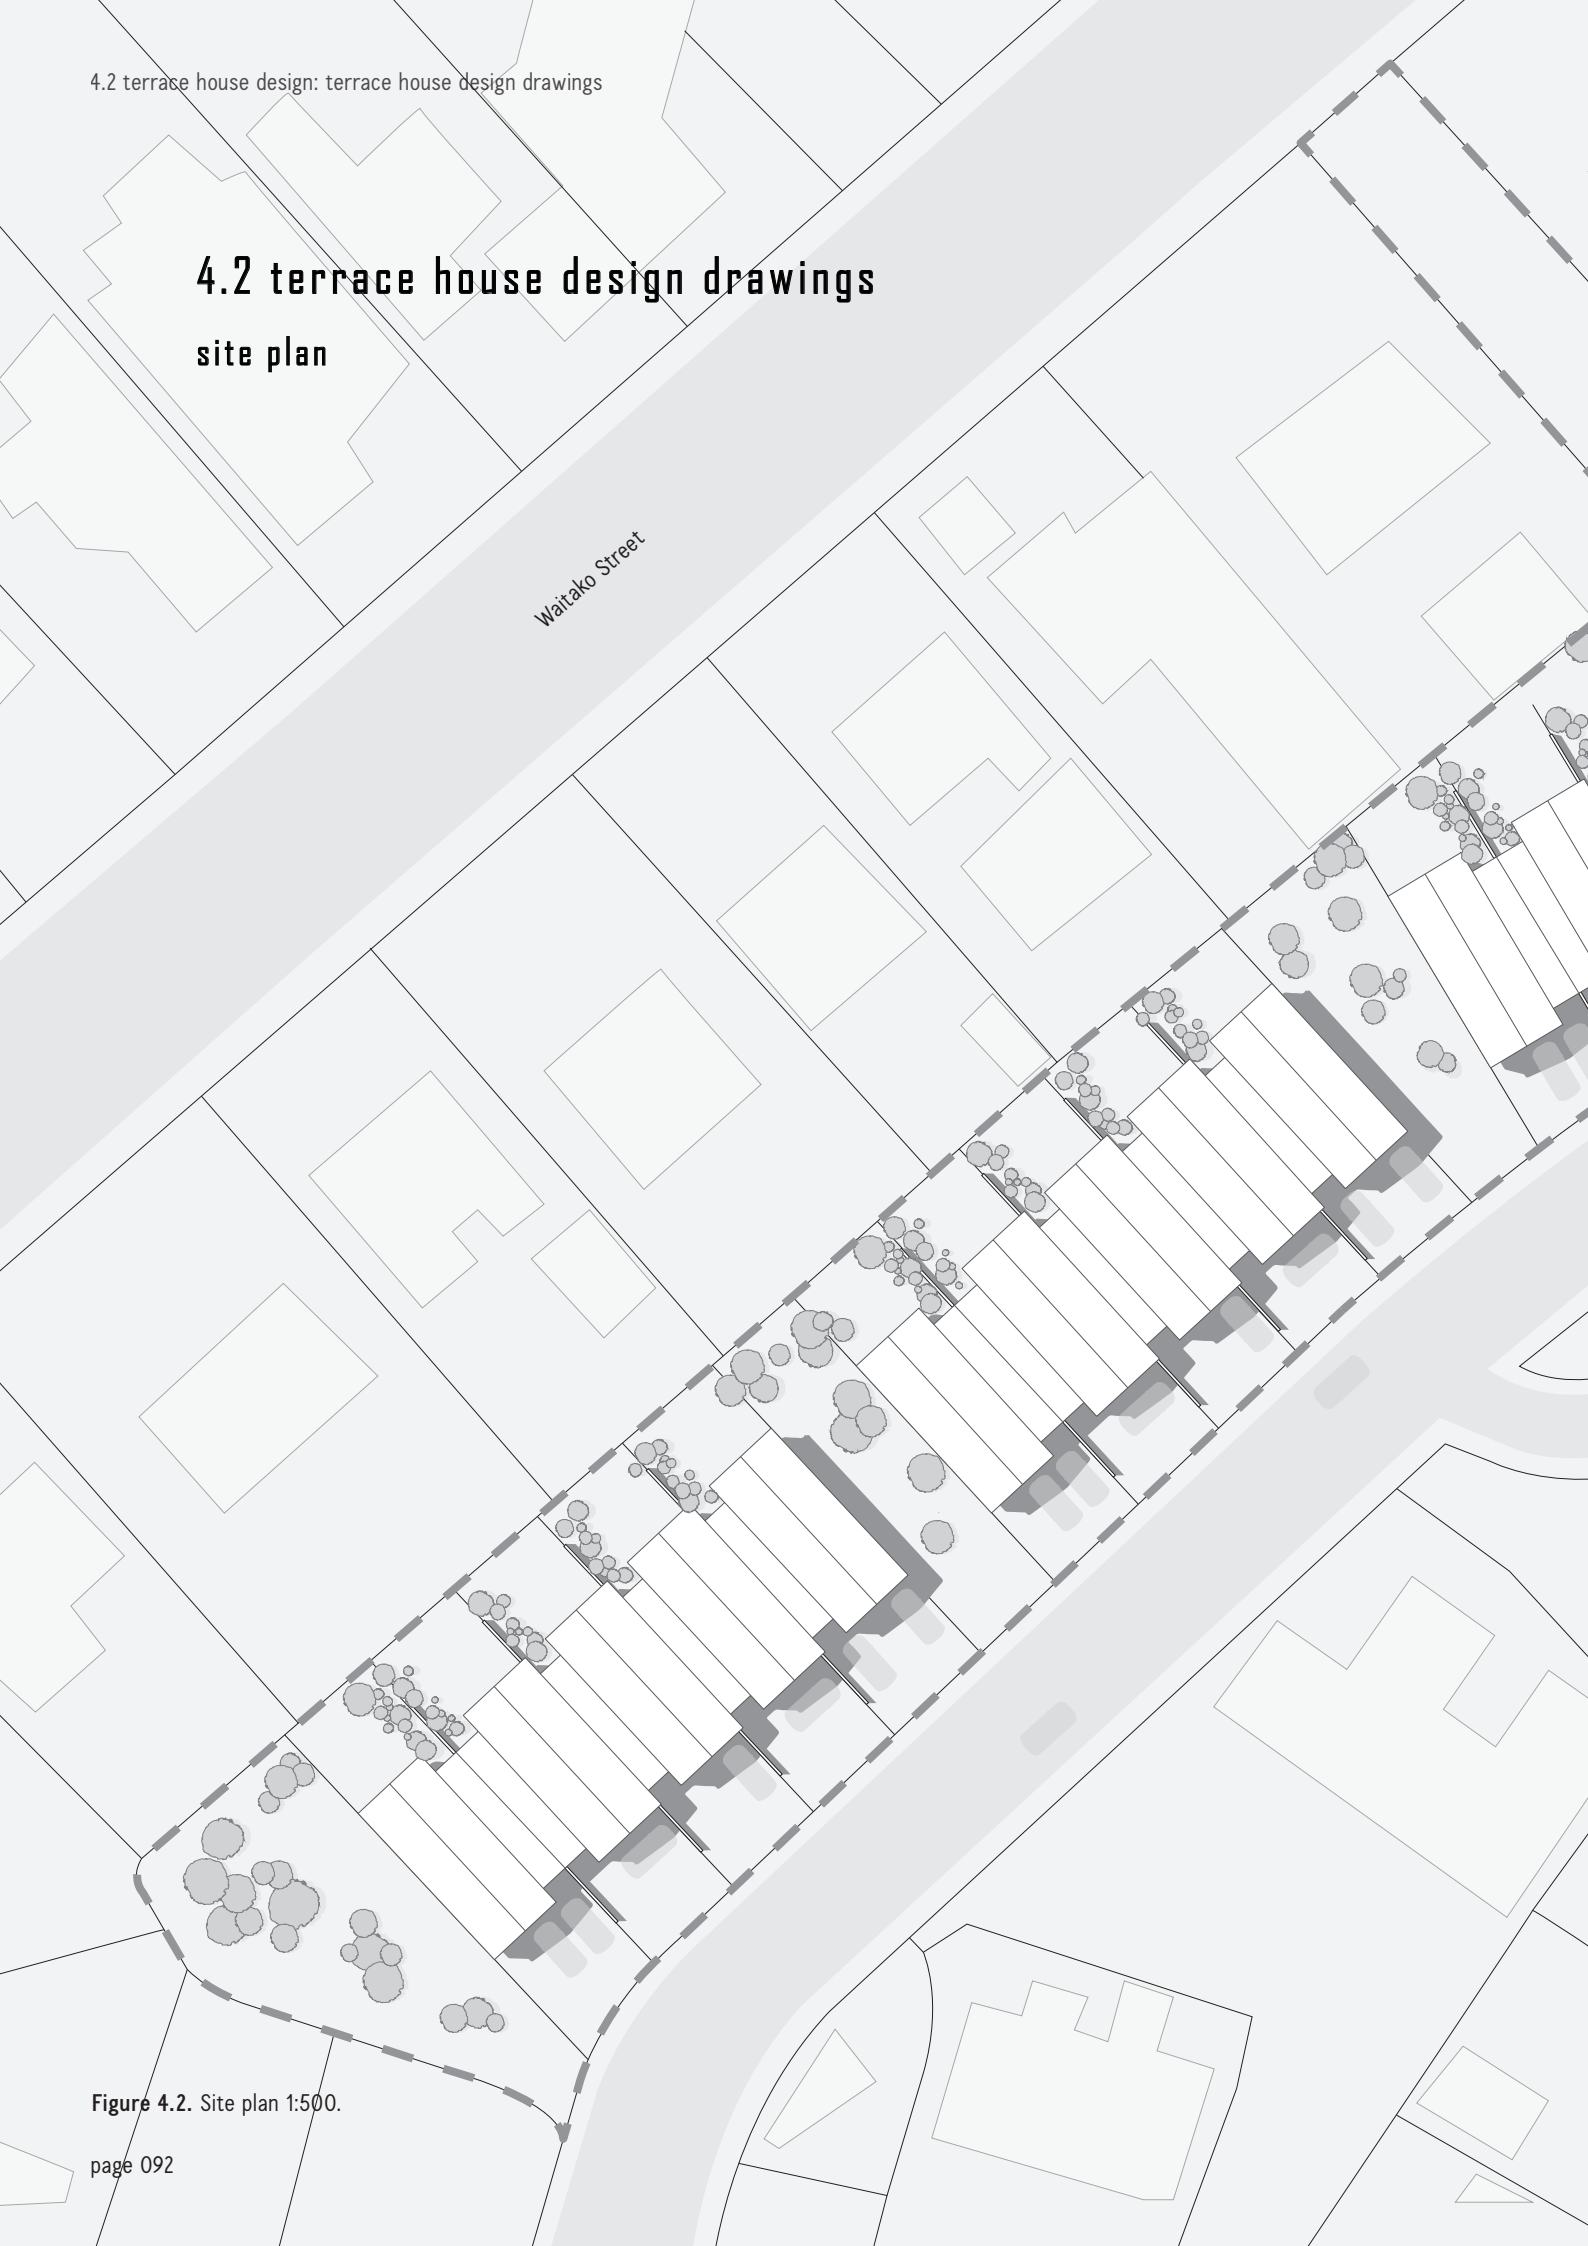 4.2 terrace house design: terrace house design drawings
4.2 terrace house design drawings
site plan
Waitako Street
Figure 4.2. Site plan 1:500.
page 092